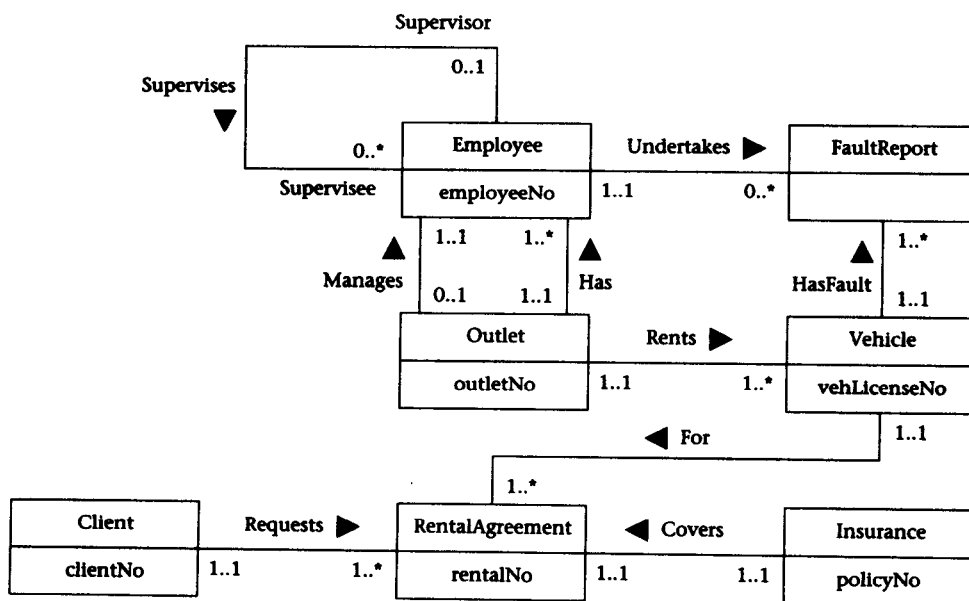 Supervisor
0..1
Supervises
0..*
Supervisee
Employee
employeeNo
Undertakes
1..1
0..*
FaultReport
1..1
1..*
Manages
Has
0..1
1..1
1..*
HasFault
1..1
Outlet
outletNo
Rents
1..1
1..*
Vehicle
vehLicenseNo
For
1..1
1..*
Client
clientNo
Requests
1..1
1..*
RentalAgreement
rentalNo
Covers
1..1
1..1
Insurance
policyNo